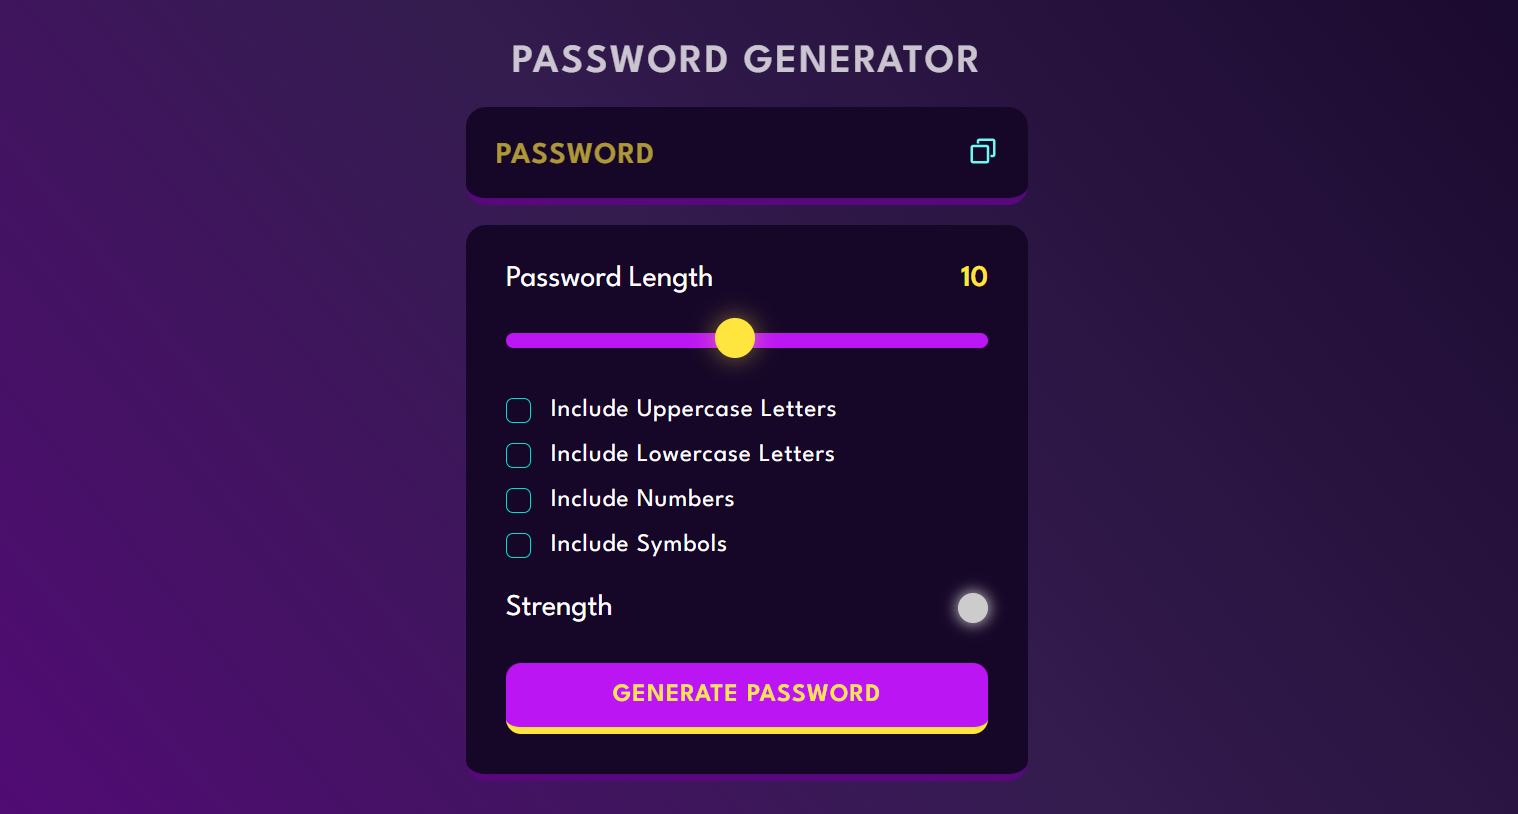 PASSWORD GENERATOR
PASSWORD
Password Length 10
Include Uppercase Letters
Include Lowercase Letters
Include Numbers
Include Symbols
Strength
GENERATE PASSWORD